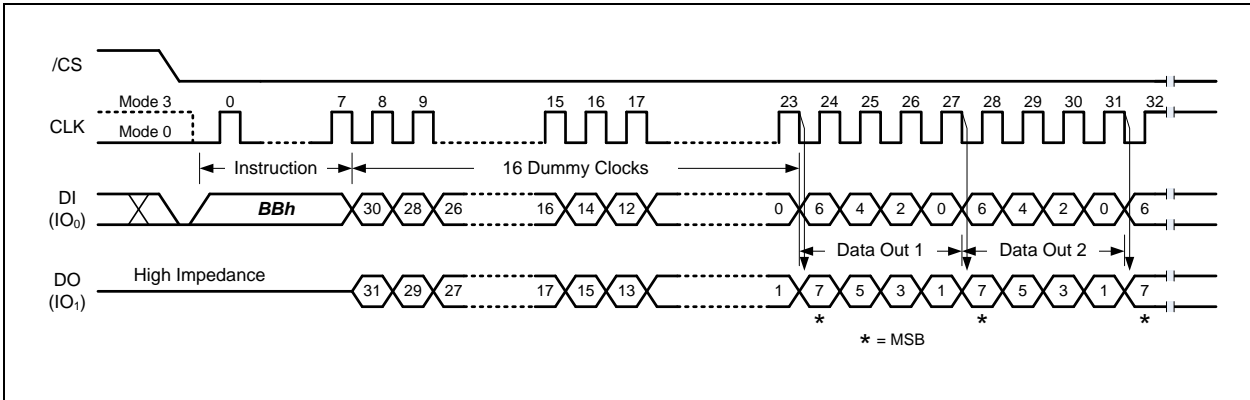 /CS
Mode 3 0 7 8 9 15 16 17 23 24 25 26 27 28 29 30 31 32
CLK
Mode 0
Instruction 16 Dummy Clocks
DI
(IO₀)
BBh 30 28 26 16 14 12 0 6 4 2 0 6 4 2 0 6
Data Out 1 Data Out 2
High Impedance
DO
(IO₁)
31 29 27 17 15 13 1 7 5 3 1 7 5 3 1 7
* * *
* = MSB